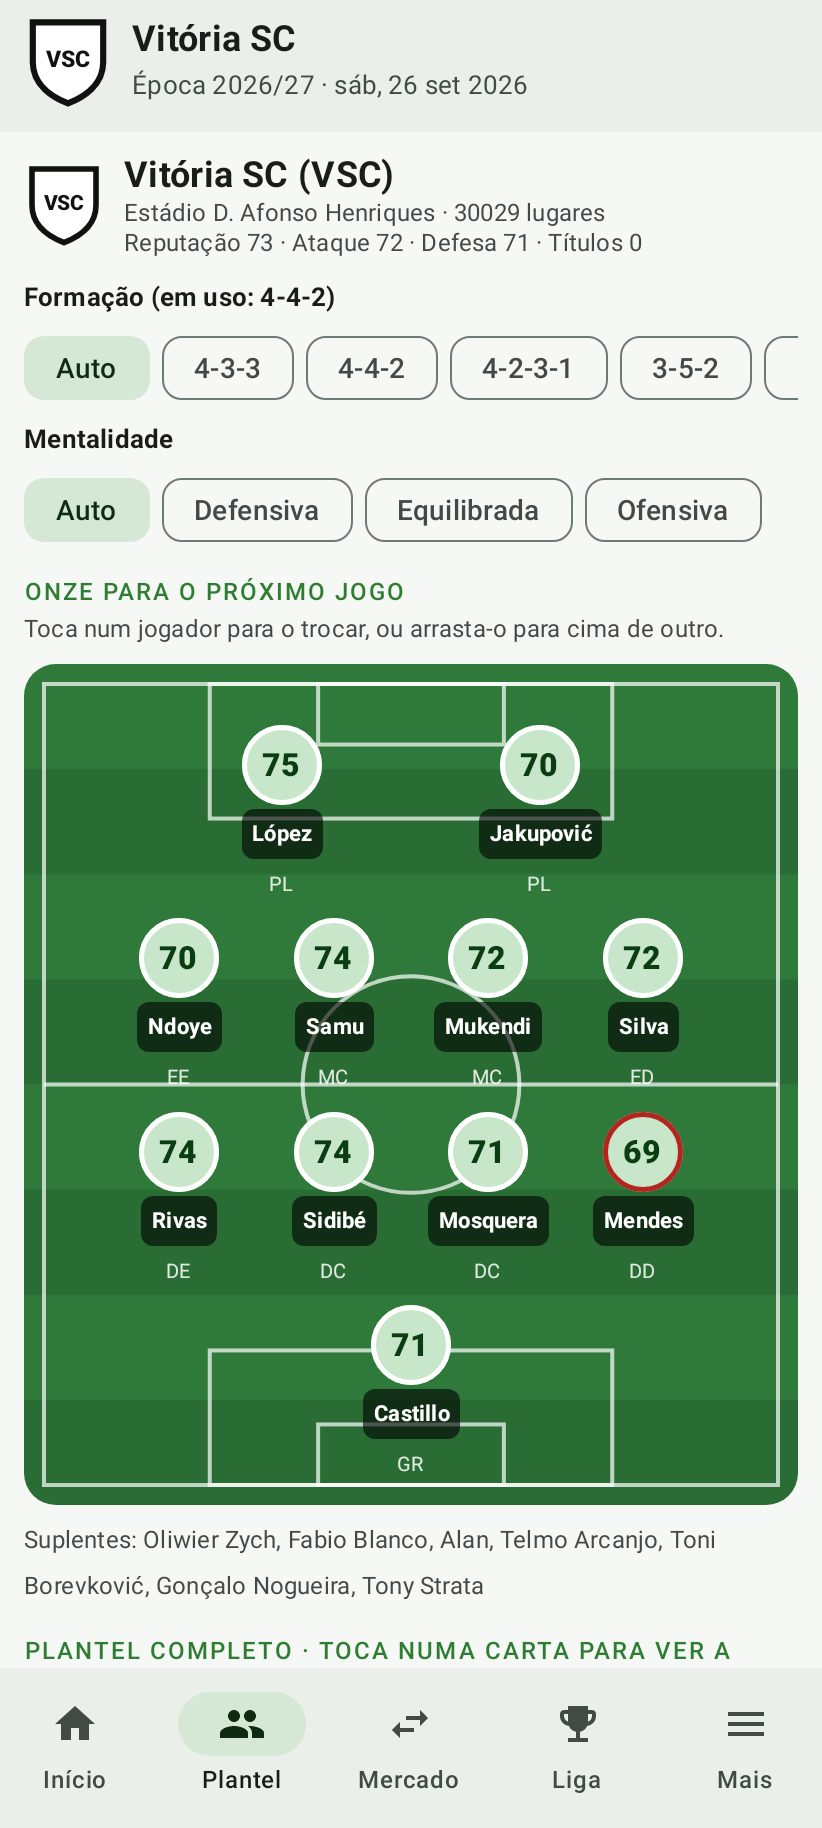 VSC
Vitória SC
Época 2026/27 · sáb, 26 set 2026
VSC
Vitória SC (VSC)
Estádio D. Afonso Henriques · 30029 lugares
Reputação 73 · Ataque 72 · Defesa 71 · Títulos 0
Formação (em uso: 4-4-2)
Auto 4-3-3 4-4-2 4-2-3-1 3-5-2
Mentalidade
Auto Defensiva Equilibrada Ofensiva
ONZE PARA O PRÓXIMO JOGO
Toca num jogador para o trocar, ou arrasta-o para cima de outro.
75 70
López Jakupović
PL PL
70 74 72 72
Ndoye Samu Mukendi Silva
EE MC MC ED
74 74 71 69
Rivas Sidibé Mosquera Mendes
DE DC DC DD
71
Castillo
GR
Suplentes: Oliwier Zych, Fabio Blanco, Alan, Telmo Arcanjo, Toni
Borevković, Gonçalo Nogueira, Tony Strata
PLANTEL COMPLETO · TOCA NUMA CARTA PARA VER A
Início Plantel Mercado Liga Mais